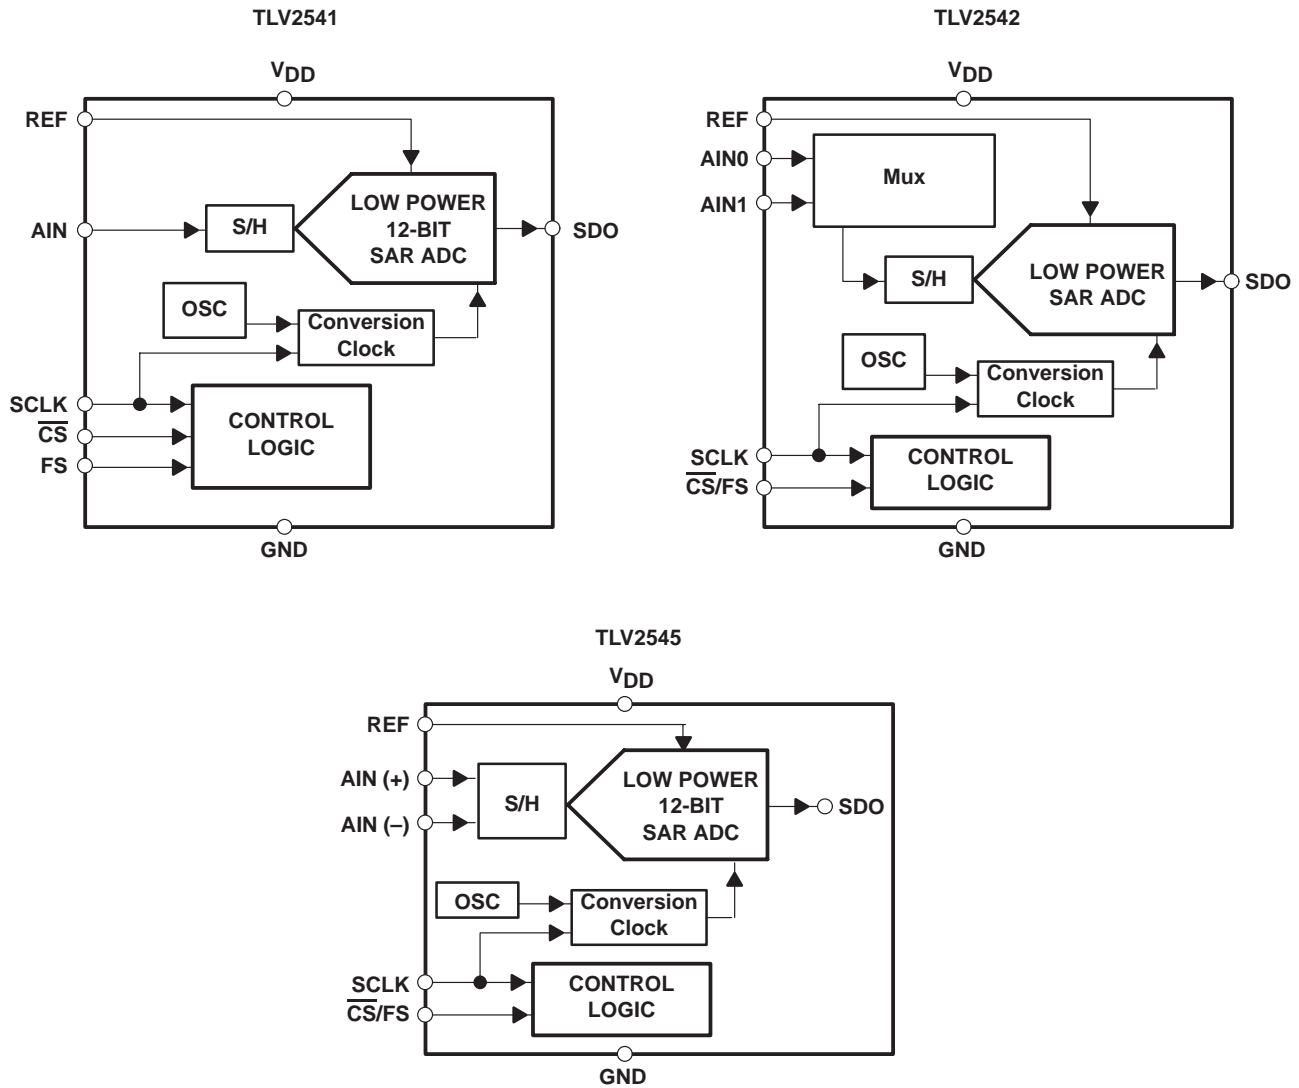 TLV2541
VDD
REF
AIN
S/H
LOW POWER
12-BIT
SAR ADC
SDO
OSC
Conversion
Clock
SCLK
CS
FS
CONTROL
LOGIC
GND
TLV2542
VDD
REF
AIN0
AIN1
Mux
S/H
LOW POWER
SAR ADC
SDO
OSC
Conversion
Clock
SCLK
CS/FS
CONTROL
LOGIC
GND
TLV2545
VDD
REF
AIN (+)
AIN (–)
S/H
LOW POWER
12-BIT
SAR ADC
SDO
OSC
Conversion
Clock
SCLK
CS/FS
CONTROL
LOGIC
GND